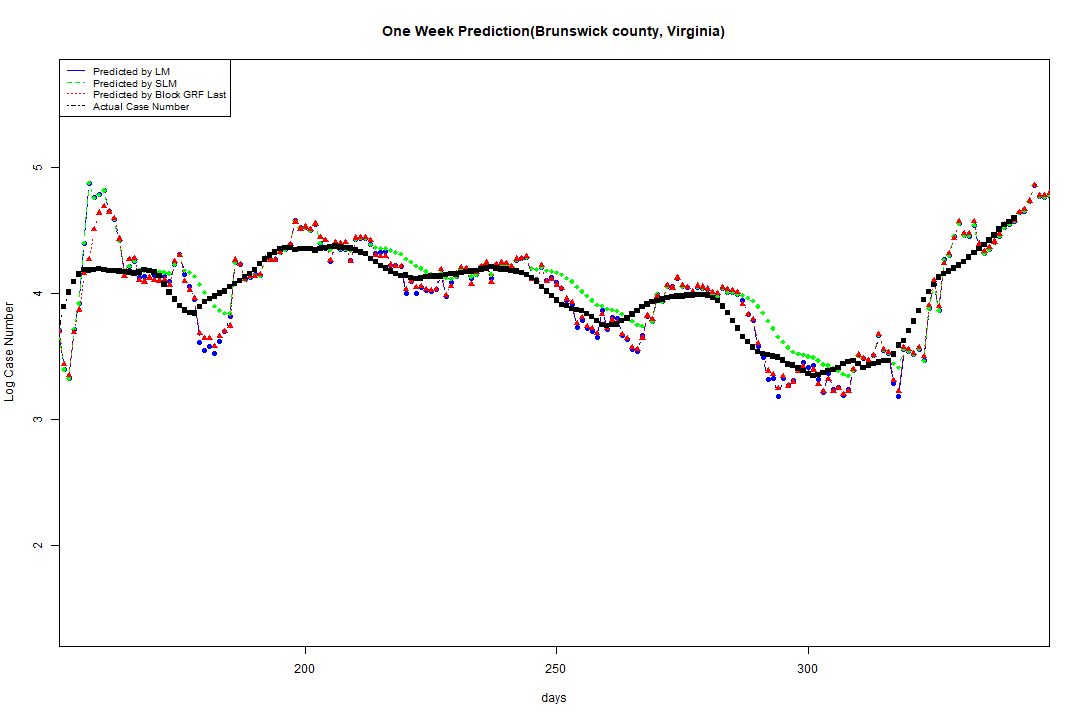 One Week Prediction(Brunswick county, Virginia)
Predicted by LM
Predicted by SLM
Predicted by Block GRF Last
Actual Case Number
5
4
3
2
Log Case Number
200
250
300
days